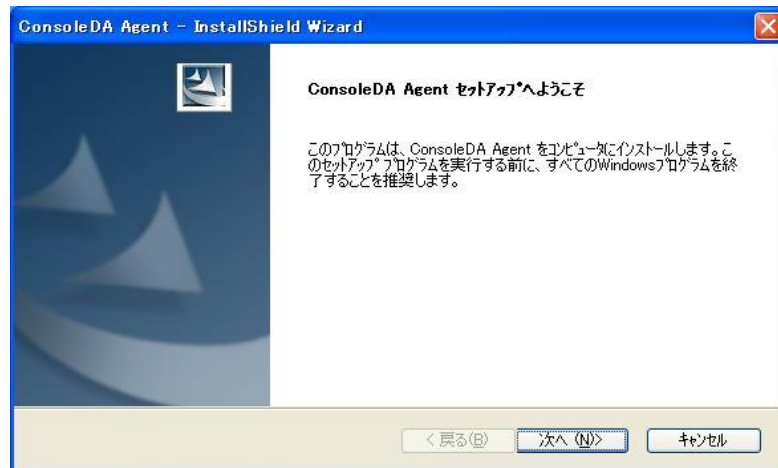 ConsoleDA Agent - InstallShield Wizard
ConsoleDA Agent ｾｯﾄｱｯﾌﾟへようこそ
このﾌﾟﾛｸﾞﾗﾑは、ConsoleDA Agent をｺﾝﾋﾟｭｰﾀにインストールします。こ
のｾｯﾄｱｯﾌﾟ ﾌﾟﾛｸﾞﾗﾑを実行する前に、すべてのWindowsﾌﾟﾛｸﾞﾗﾑを終
了することを推奨します。
< 戻る(B)
次へ (N)>
ｷｬﾝｾﾙ